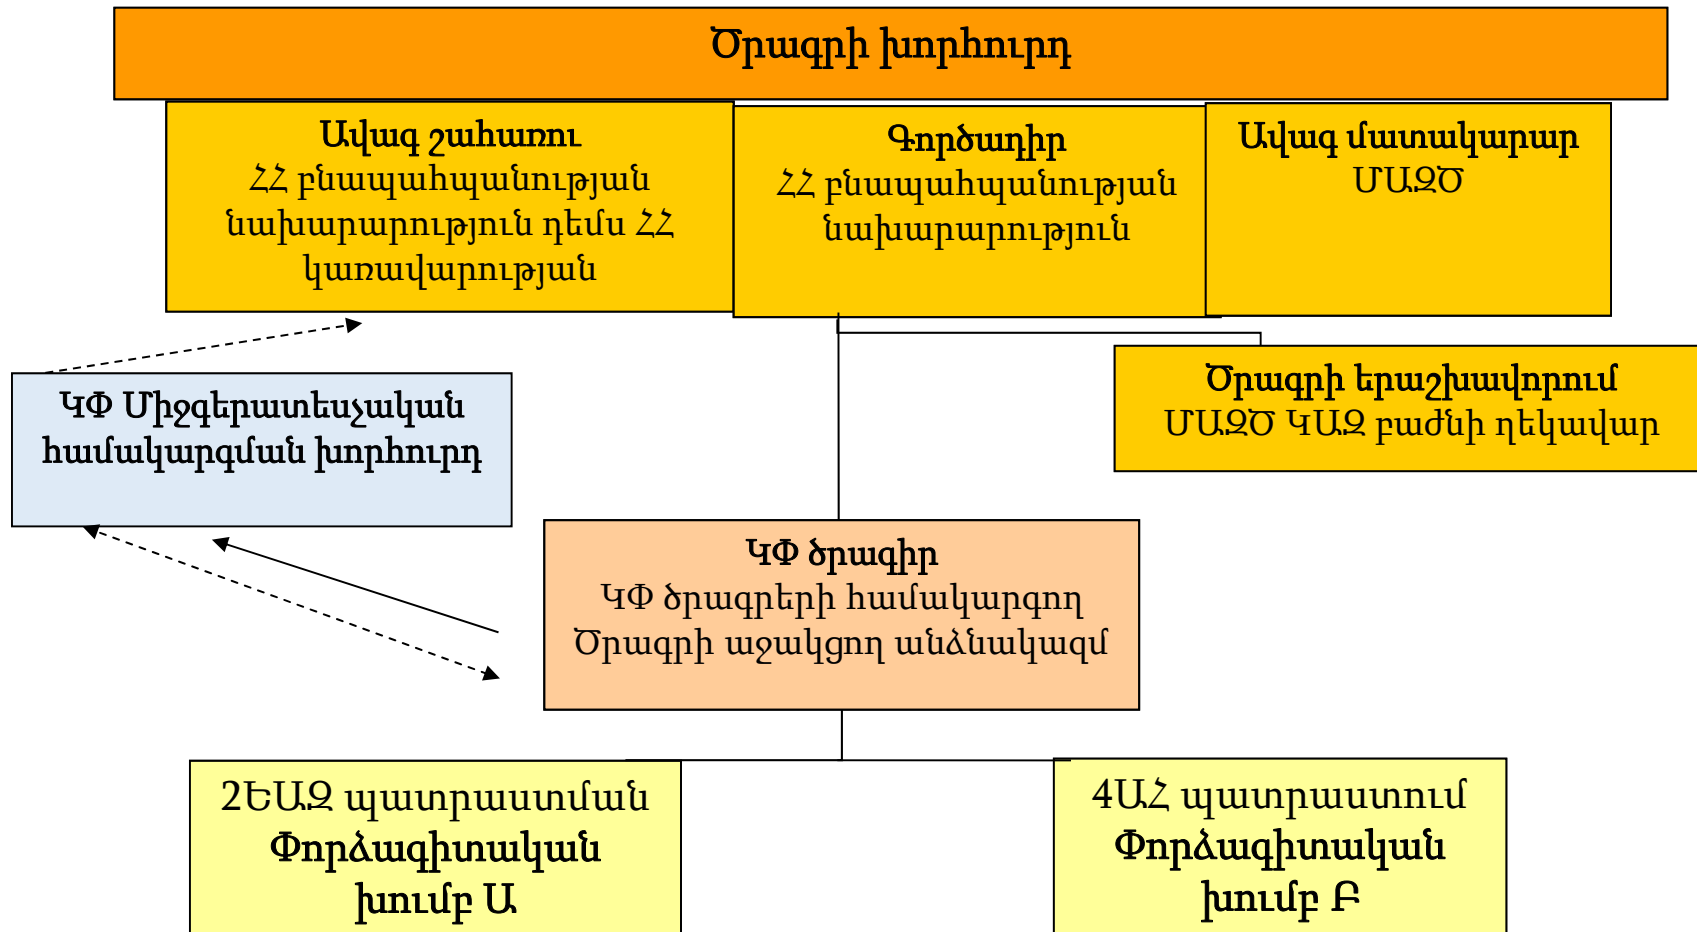 Ծրագրի խորհուրդ
Ավագ շահառու
ՀՀ բնապահպանության
նախարարություն դեմս ՀՀ
կառավարության
Գործադիր
ՀՀ բնապահպանության
նախարարություն
Ավագ մատակարար
ՄԱԶԾ
Ծրագրի երաշխավորում
ՄԱԶԾ ԿԱԶ բաժնի ղեկավար
ԿՓ Միջգերատեսչական
համակարգման խորհուրդ
ԿՓ ծրագիր
ԿՓ ծրագրերի համակարգող
Ծրագրի աջակցող անձնակազմ
2ԵԱԶ պատրաստման
Փորձագիտական
խումբ Ա
4ԱՀ պատրաստում
Փորձագիտական
խումբ Բ